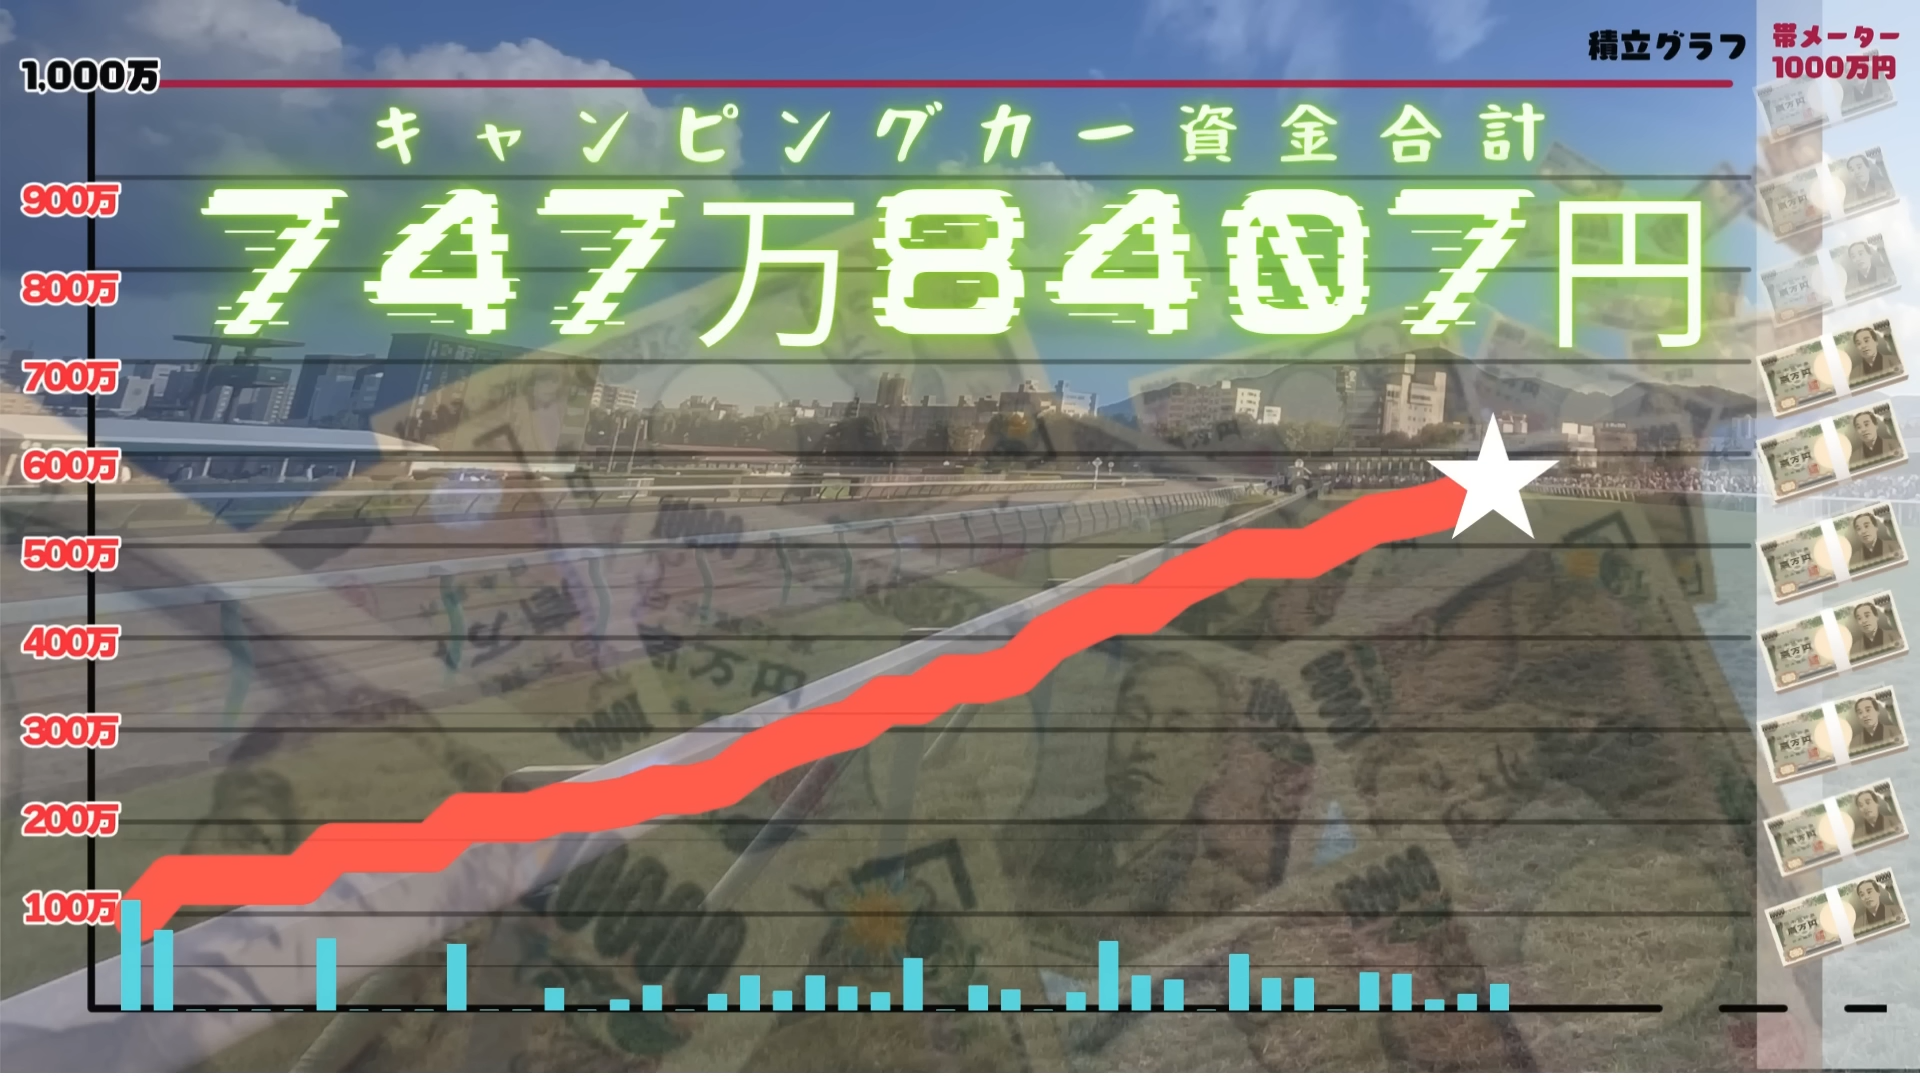 積立グラフ
帯メーター
1000万円
1,000万
キャンピングカー資金合計
747万8407円
900万
800万
700万
600万
500万
400万
300万
200万
100万